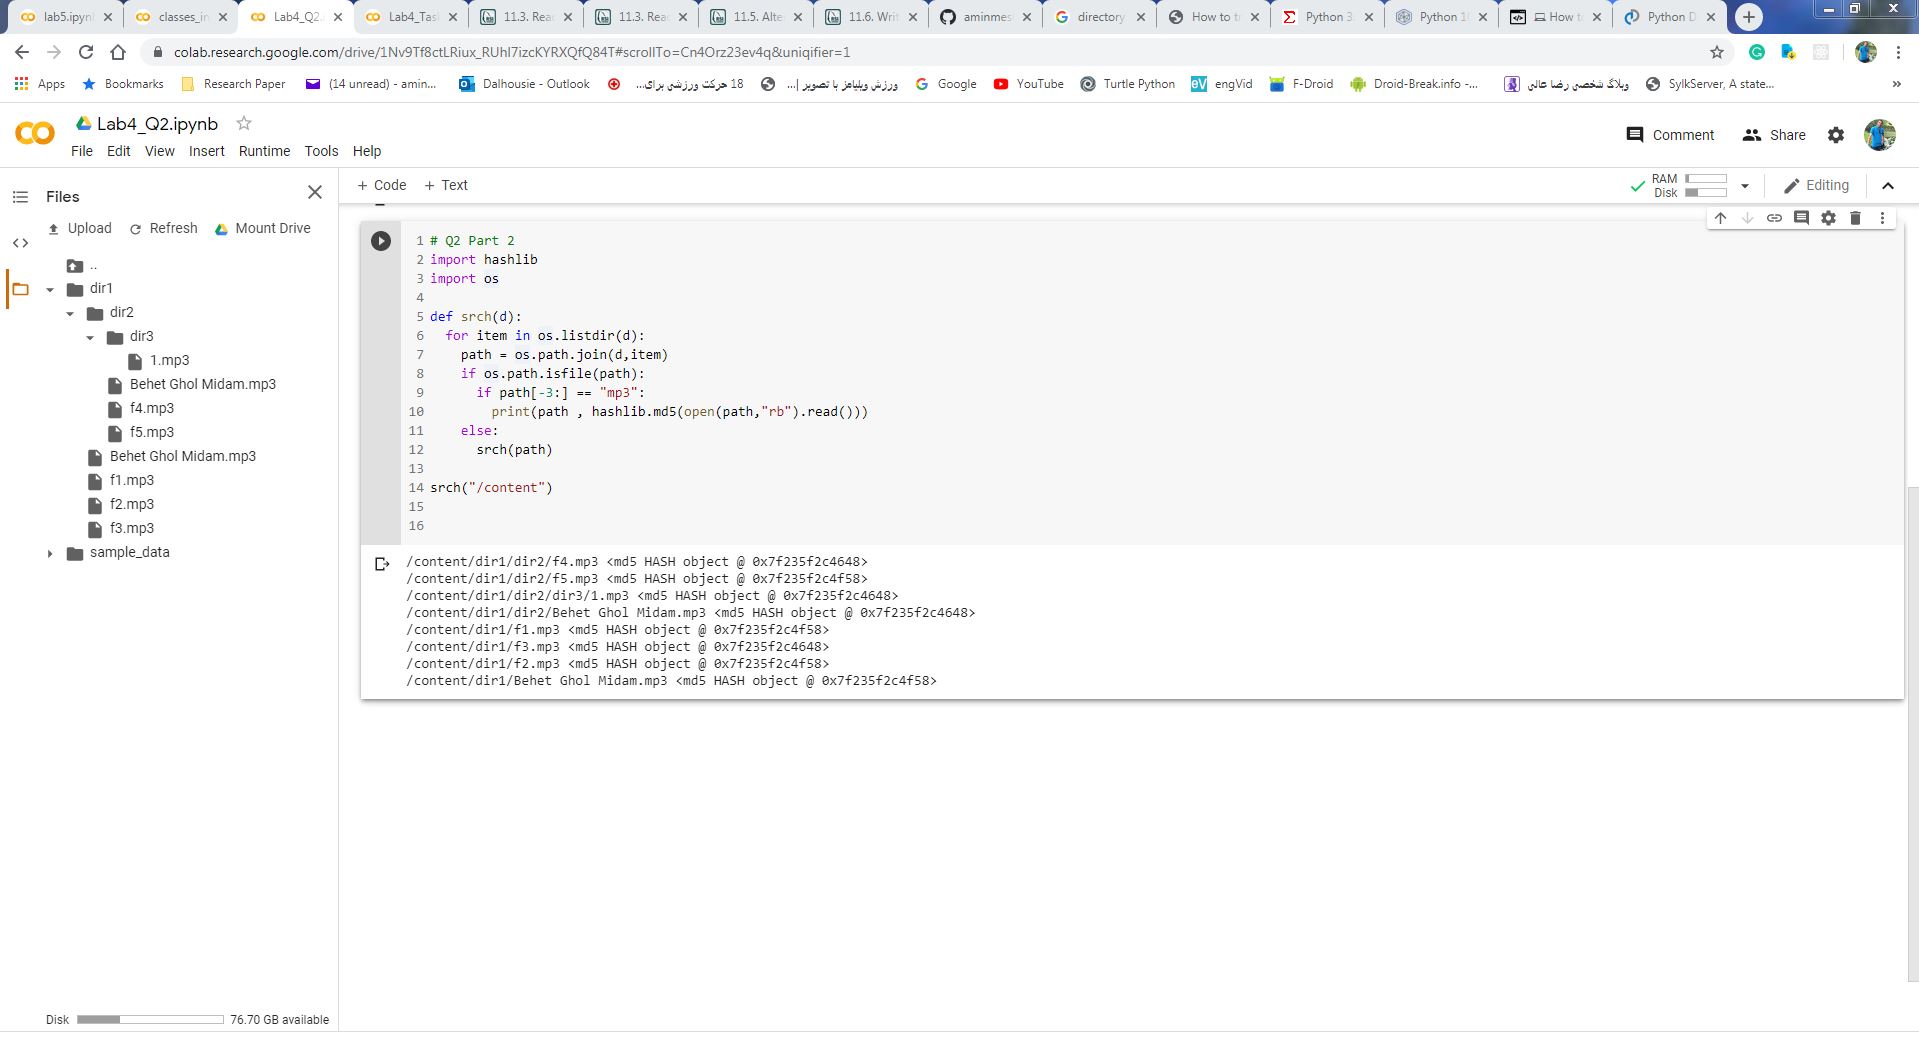 lab5.ipyn
classes_in
Lab4_Q2.
Lab4_Tas
11.3. Rea
11.3. Rea
11.5. Alte
11.6. Writ
aminmes
directory
How to t
Python 3
Python 1
How t
Python D
colab.research.google.com/drive/1Nv9Tf8ctLRiux_RUhI7izcKYRXQfQ84T#scrollTo=Cn4Orz23ev4q&uniqifier=1
Apps
Bookmarks
Research Paper
(14 unread) - amin...
Dalhousie - Outlook
18 حرکت ورزشی برای...
ورزش ویلیامز با تصویر |...
Google
YouTube
Turtle Python
eV engVid
F-Droid
Droid-Break.info -...
وبلاگ شخصی رضا عالی
SylkServer, A state...
»
Lab4_Q2.ipynb
File Edit View Insert Runtime Tools Help
Comment
Share
Files
Upload Refresh Mount Drive
..
dir1
dir2
dir3
1.mp3
Behet Ghol Midam.mp3
f4.mp3
f5.mp3
Behet Ghol Midam.mp3
f1.mp3
f2.mp3
f3.mp3
sample_data
Disk 76.70 GB available
+ Code + Text
RAM
Disk
Editing
1 # Q2 Part 2
2 import hashlib
3 import os
4
5 def srch(d):
6   for item in os.listdir(d):
7     path = os.path.join(d,item)
8     if os.path.isfile(path):
9       if path[-3:] == "mp3":
10         print(path , hashlib.md5(open(path,"rb").read()))
11     else:
12       srch(path)
13
14 srch("/content")
15
16
/content/dir1/dir2/f4.mp3 <md5 HASH object @ 0x7f235f2c4648>
/content/dir1/dir2/f5.mp3 <md5 HASH object @ 0x7f235f2c4f58>
/content/dir1/dir2/dir3/1.mp3 <md5 HASH object @ 0x7f235f2c4648>
/content/dir1/dir2/Behet Ghol Midam.mp3 <md5 HASH object @ 0x7f235f2c4648>
/content/dir1/f1.mp3 <md5 HASH object @ 0x7f235f2c4f58>
/content/dir1/f3.mp3 <md5 HASH object @ 0x7f235f2c4648>
/content/dir1/f2.mp3 <md5 HASH object @ 0x7f235f2c4f58>
/content/dir1/Behet Ghol Midam.mp3 <md5 HASH object @ 0x7f235f2c4f58>